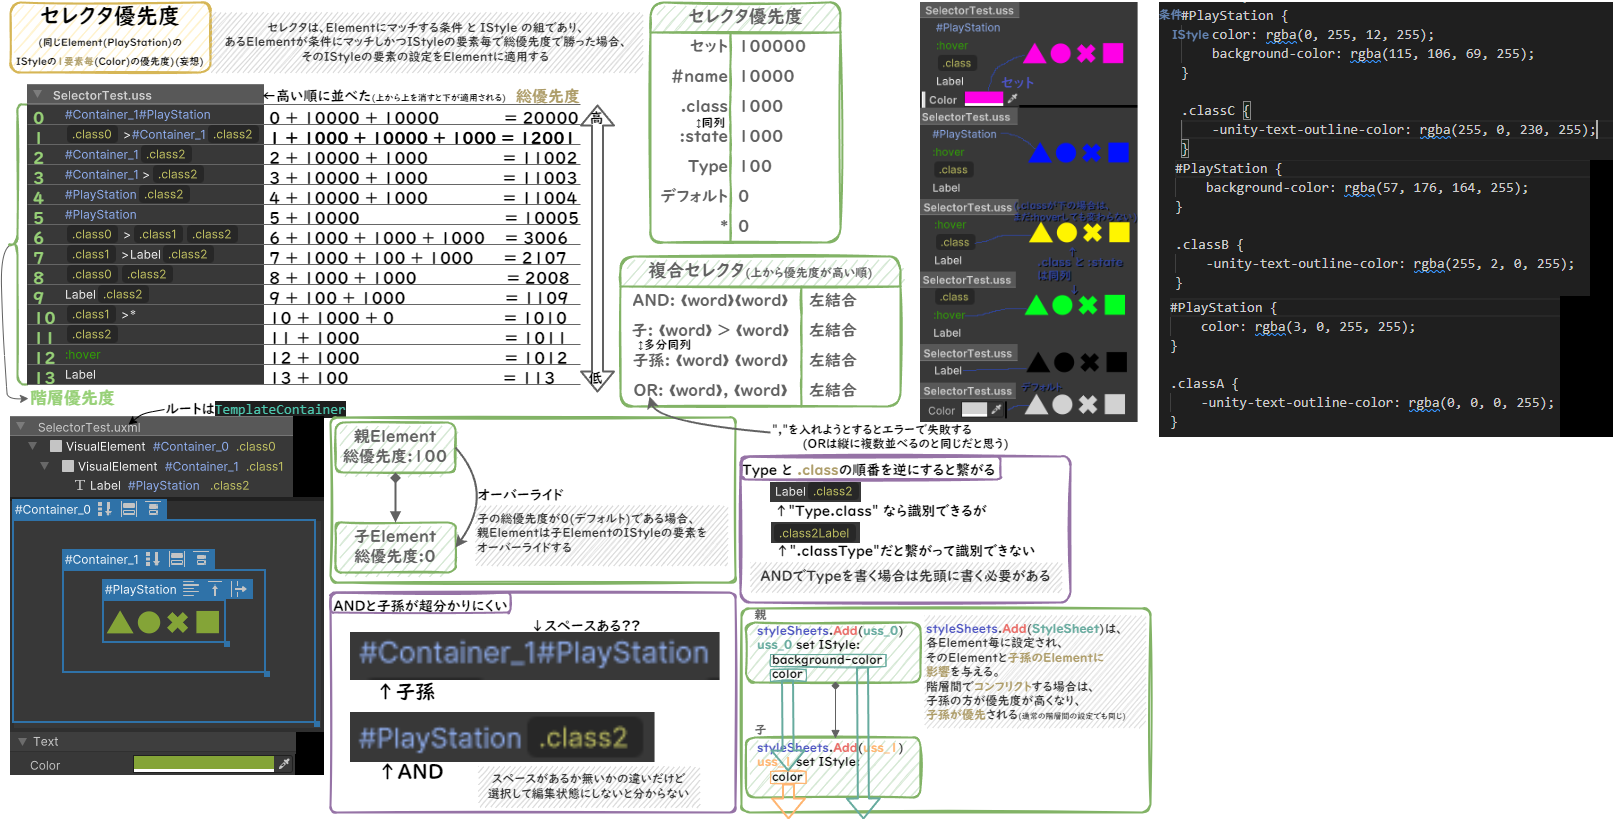 セレクタ優先度
(同じElement(PlayStation)の
IStyleの1要素毎(Color)の優先度)(妄想)
セレクタは、Elementにマッチする条件 と IStyle の組であり、
あるElementが条件にマッチしかつIStyleの要素毎で総優先度で勝った場合、
そのIStyleの要素の設定をElementに適用する
SelectorTest.uss
←高い順に並べた(上から上を消すと下が適用される) 総優先度
0 #Container_1#PlayStation 0+10000+10000 =20000
1 .class0 >#Container_1 .class2 1+1000+10000+1000=12001
2 #Container_1 .class2 2+10000+1000 =11002
3 #Container_1 > .class2 3+10000+1000 =11003
4 #PlayStation .class2 4+10000+1000 =11004
5 #PlayStation 5+10000 =10005
6 .class0 > .class1 .class2 6+1000+1000+1000 =3006
7 .class1 >Label .class2 7+1000+100+1000 =2107
8 .class0 .class2 8+1000+1000 =2008
9 Label .class2 9+100+1000 =1109
10 .class1 >* 10+1000+0 =1010
11 .class2 11+1000 =1011
12 :hover 12+1000 =1012
13 Label 13+100 =113
高
低
階層優先度
セレクタ優先度
セット 100000
#name 10000
.class 1000
↕同列
:state 1000
Type 100
デフォルト 0
* 0
複合セレクタ(上から優先度が高い順)
AND: 《word》《word》 左結合
子: 《word》 > 《word》 左結合
↕多分同列
子孫: 《word》 《word》 左結合
OR: 《word》, 《word》 左結合
","を入れようとするとエラーで失敗する
(ORは縦に複数並べるのと同じだと思う)
SelectorTest.uss
#PlayStation
:hover
.class
Label
セット
Color
SelectorTest.uss
#PlayStation
:hover
.class
Label
SelectorTest.uss
(.classが下の場合は、
まだhoverしても変わらない)
:hover
.class
Label
↑
.class と :state
は同列
↓
SelectorTest.uss
.class
:hover
Label
SelectorTest.uss
Label
SelectorTest.uss
デフォルト
Color
条件#PlayStation {
IStyle color: rgba(0, 255, 12, 255);
background-color: rgba(115, 106, 69, 255);
}
.classC {
-unity-text-outline-color: rgba(255, 0, 230, 255);
}
#PlayStation {
background-color: rgba(57, 176, 164, 255);
}
.classB {
-unity-text-outline-color: rgba(255, 2, 0, 255);
}
#PlayStation {
color: rgba(3, 0, 255, 255);
}
.classA {
-unity-text-outline-color: rgba(0, 0, 0, 255);
}
ルートはTemplateContainer
SelectorTest.uxml
VisualElement #Container_0 .class0
VisualElement #Container_1 .class1
T Label #PlayStation .class2
#Container_0
#Container_1
#PlayStation
Text
Color
親Element
総優先度:100
オーバーライド
子の総優先度が0(デフォルト)である場合、
親Elementは子ElementのIStyleの要素を
オーバーライドする
子Element
総優先度:0
ANDと子孫が超分かりにくい
↓スペースある??
#Container_1#PlayStation
↑子孫
#PlayStation .class2
↑AND
スペースがあるか無いかの違いだけど
選択して編集状態にしないと分からない
Type と .classの順番を逆にすると繋がる
Label .class2
↑"Type.class" なら識別できるが
.class2Label
↑".classType"だと繋がって識別できない
ANDでTypeを書く場合は先頭に書く必要がある
親
styleSheets.Add(uss_0)
uss_0 set IStyle:
background-color
color
子
styleSheets.Add(uss_1)
uss_1 set IStyle:
color
styleSheets.Add(StyleSheet)は、
各Element毎に設定され、
そのElementと子孫のElementに
影響を与える。
階層間でコンフリクトする場合は、
子孫の方が優先度が高くなり、
子孫が優先される(通常の階層間の設定でも同じ)